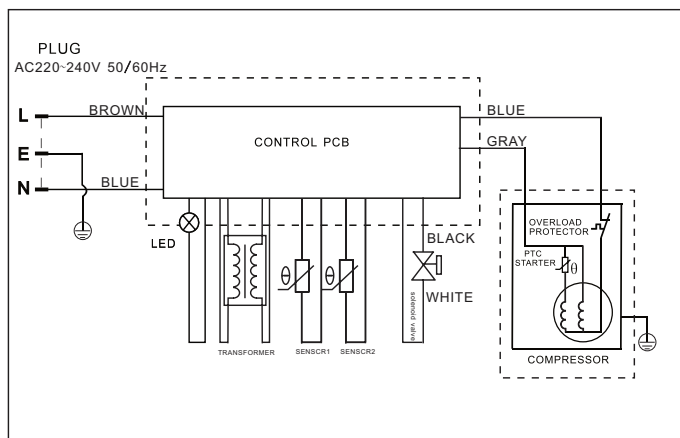 PLUG
AC220~240V 50/60Hz
L
BROWN
E
N
BLUE
CONTROL PCB
BLUE
GRAY
LED
TRANSFORMER
SENSCR1
SENSCR2
solenoid valve
BLACK
WHITE
OVERLOAD
PROTECTOR
PTC
STARTER
θ
θ
θ
COMPRESSOR